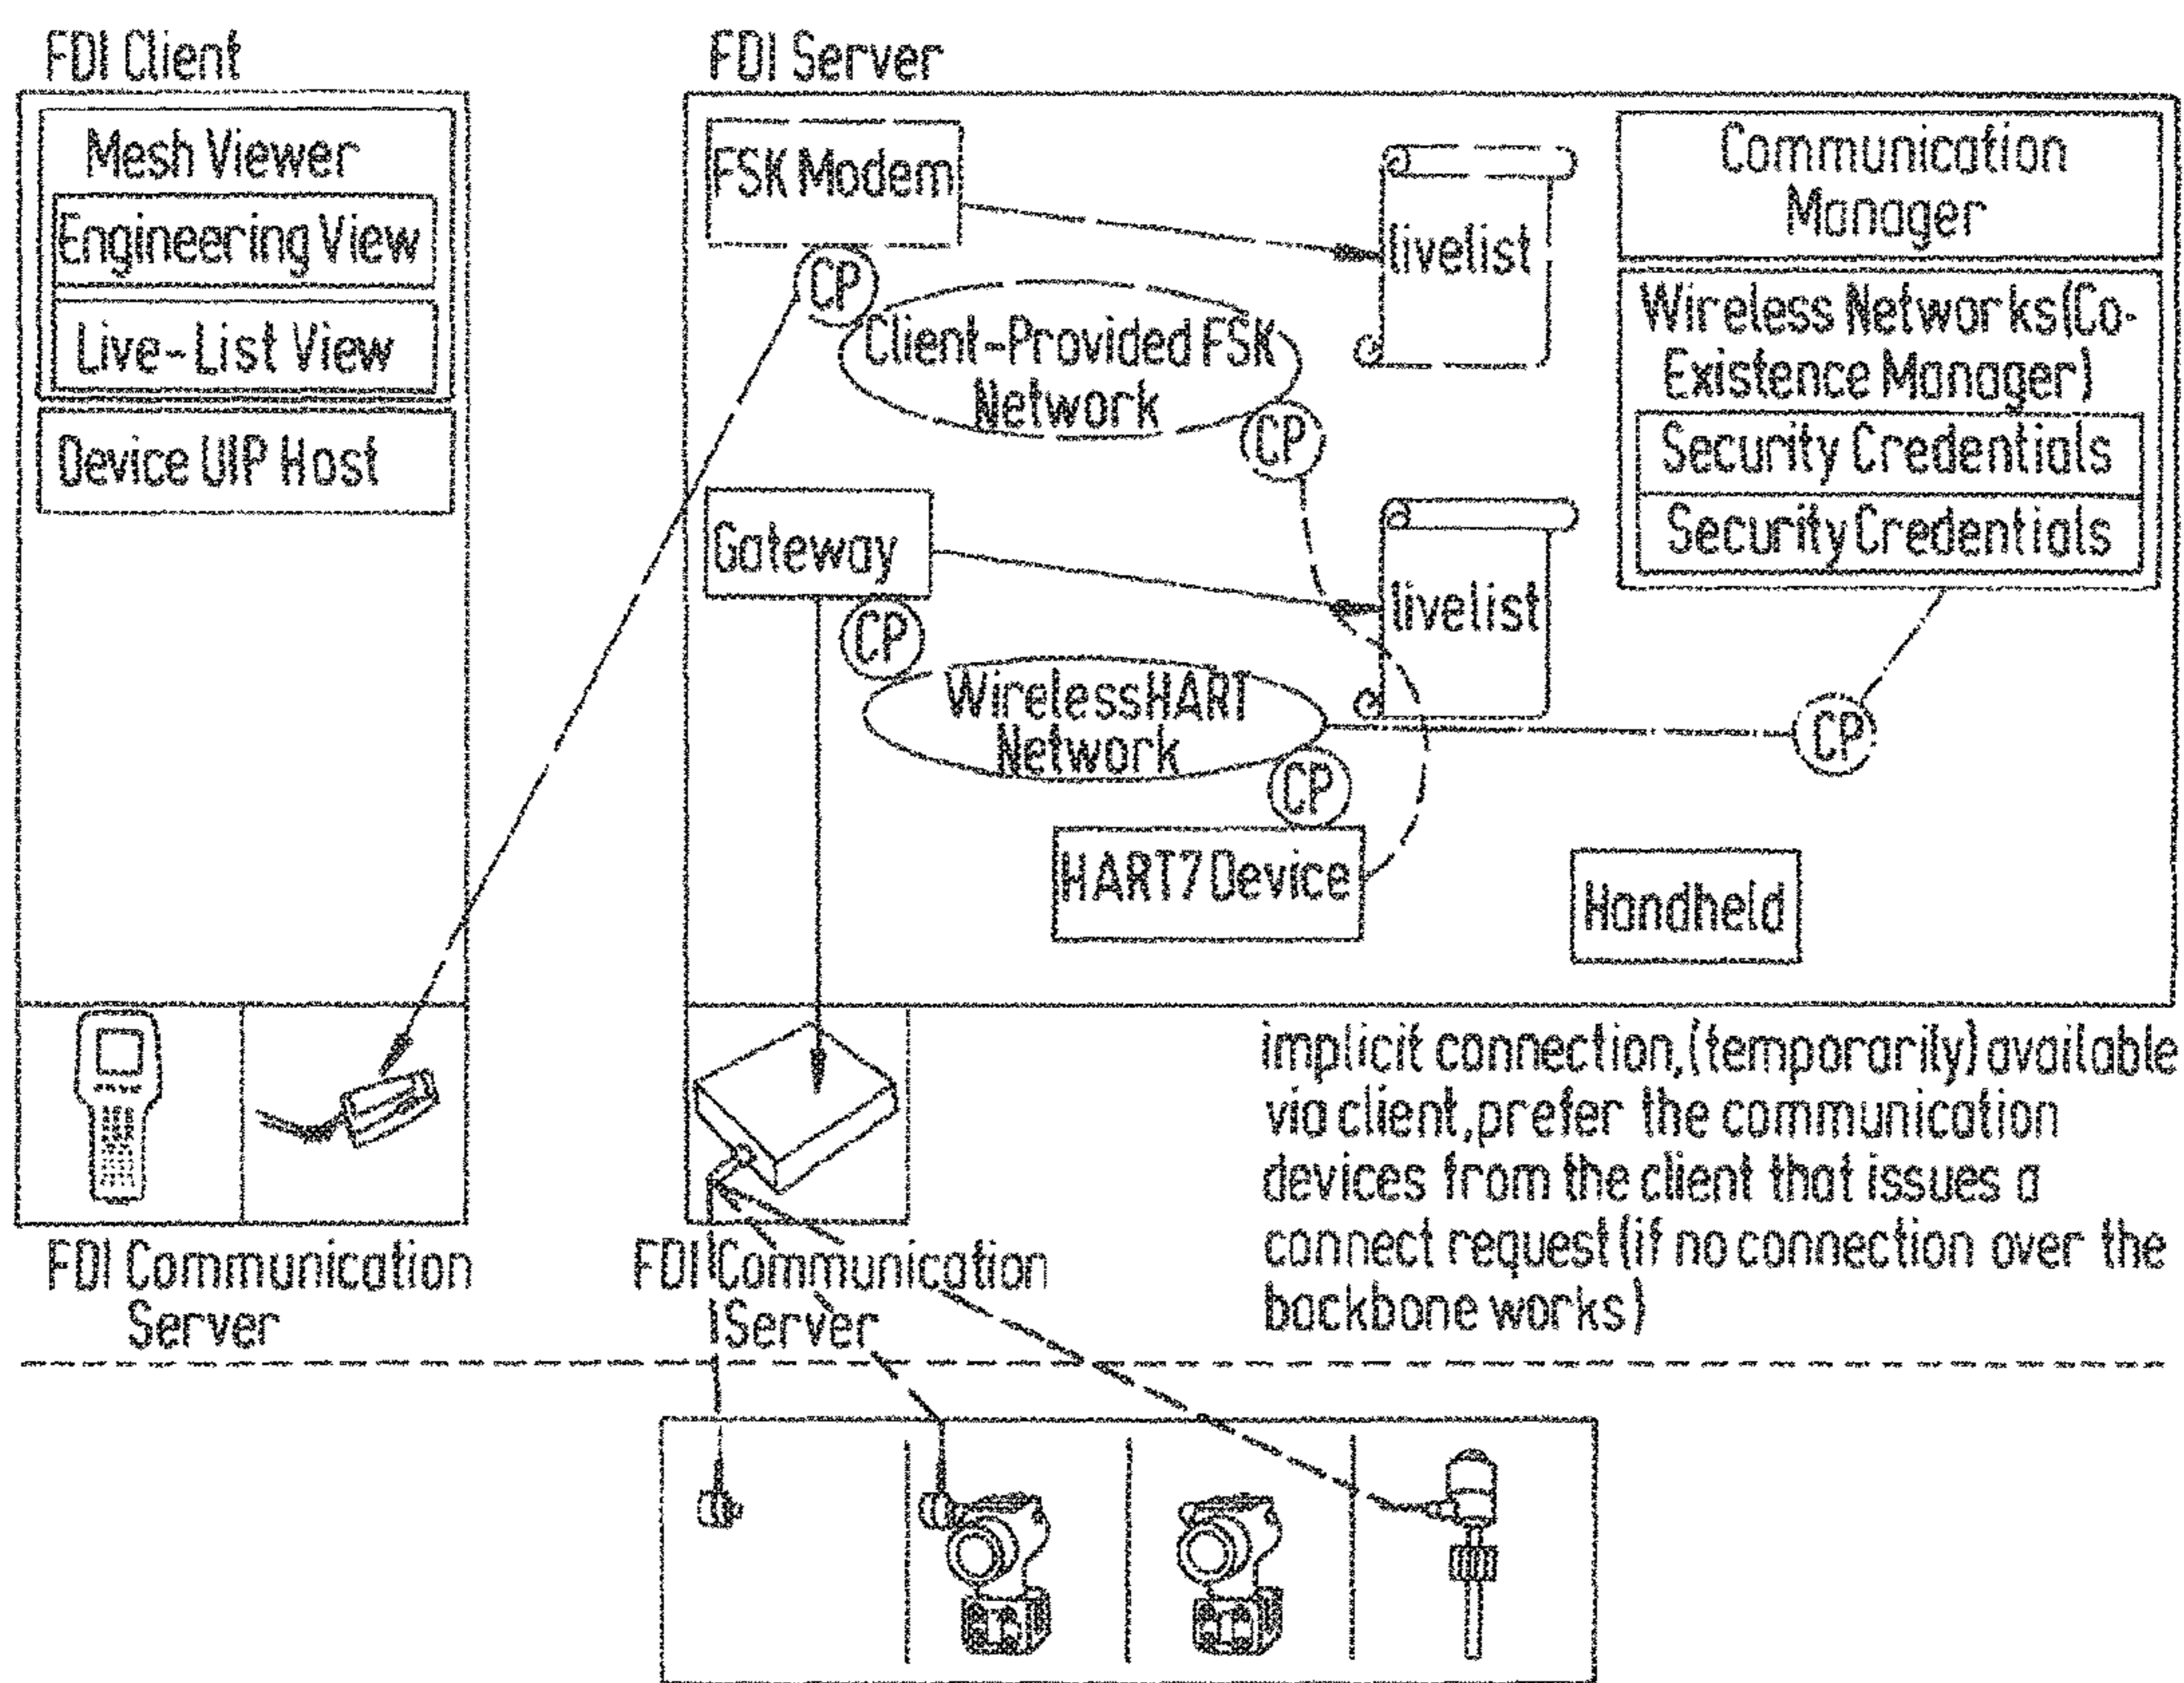 FDI Client
Mesh Viewer
Engineering View
Live-List View
Device UIP Host
FDI Communication
Server
FDI Server
FSK Modem
CP
Client-Provided FSK
Network
CP
livelist
Gateway
CP
livelist
WirelessHART
Network
CP
HART7 Device
Handheld
Communication
Manager
Wireless Networks(Co-
Existence Manager)
Security Credentials
Security Credentials
CP
FDI Communication
Server
implicit connection,(temporarily) available
via client,prefer the communication
devices from the client that issues a
connect request (if no connection over the
backbone works)